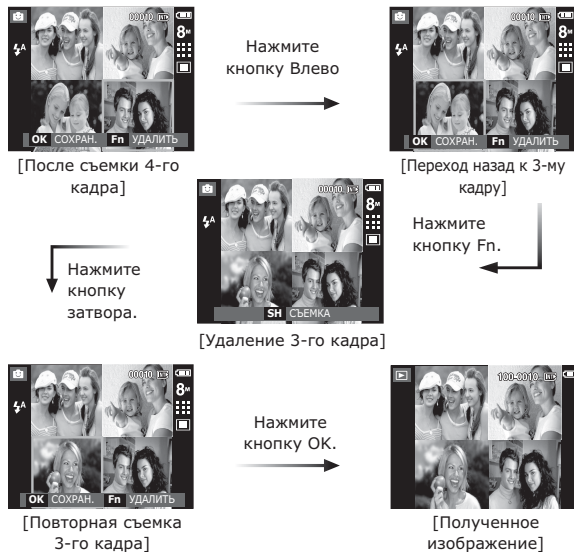 00010
8M
4A
OK СОХРАН. Fn УДАЛИТЬ
[После съемки 4-го
кадра]
Нажмите
кнопку Влево
00010
8M
4A
OK СОХРАН. Fn УДАЛИТЬ
[Переход назад к 3-му
кадру]
Нажмите
кнопку Fn.
00010
8M
A
SH СЪЕМКА
[Удаление 3-го кадра]
Нажмите
кнопку
затвора.
00010
8M
A
OK СОХРАН. Fn УДАЛИТЬ
[Повторная съемка
3-го кадра]
Нажмите
кнопку OK.
100-0010
[Полученное
изображение]